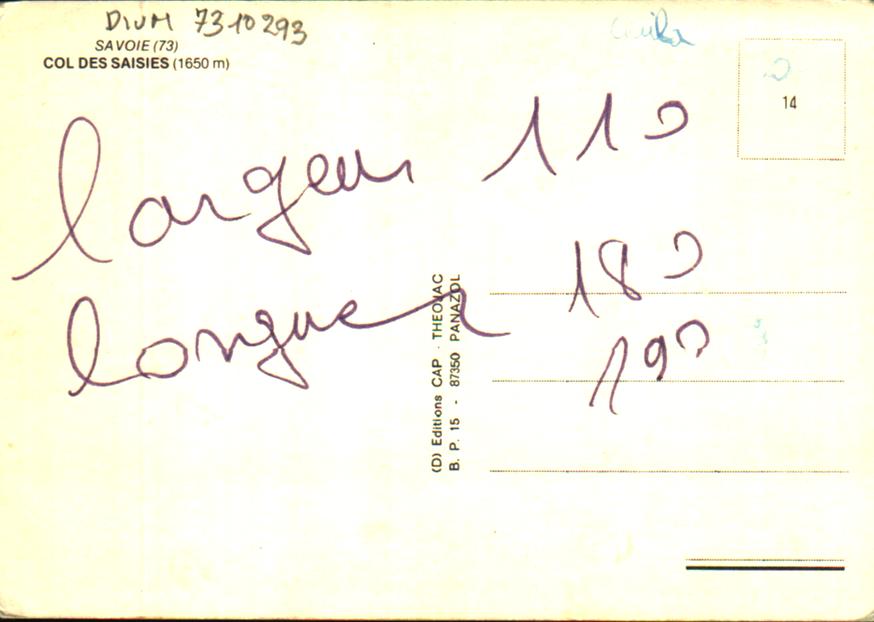 DIVM 7310293
SAVOIE (73)
COL DES SAISIES (1650 m)
14
largeur 110
longueur 180
190
(D) Editions CAP - THEOJAC
B. P. 15 - 87350 PANAZOL